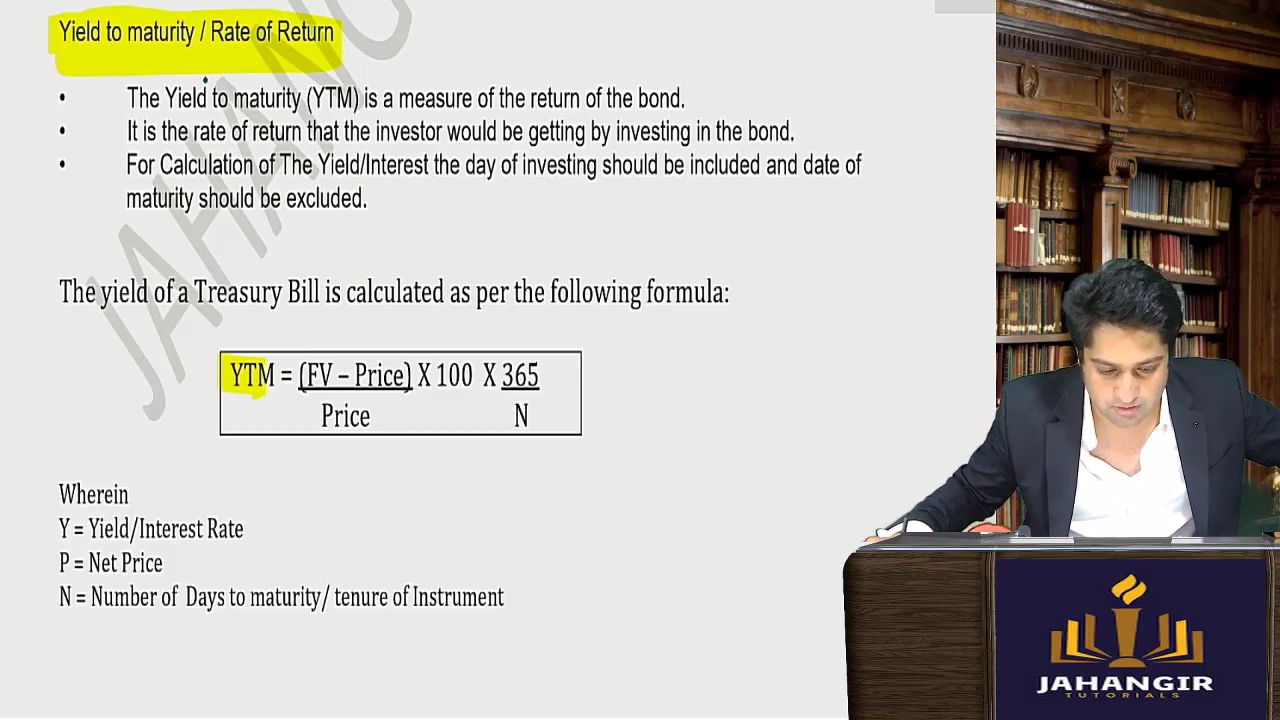 Yield to maturity / Rate of Return
• The Yield to maturity (YTM) is a measure of the return of the bond.
• It is the rate of return that the investor would be getting by investing in the bond.
• For Calculation of The Yield/Interest the day of investing should be included and date of
maturity should be excluded.
The yield of a Treasury Bill is calculated as per the following formula:
YTM = (FV – Price) X 100 X 365
Price N
Wherein
Y = Yield/Interest Rate
P = Net Price
N = Number of Days to maturity/ tenure of Instrument
JAHANG
JAHANGIR
TUTORIALS